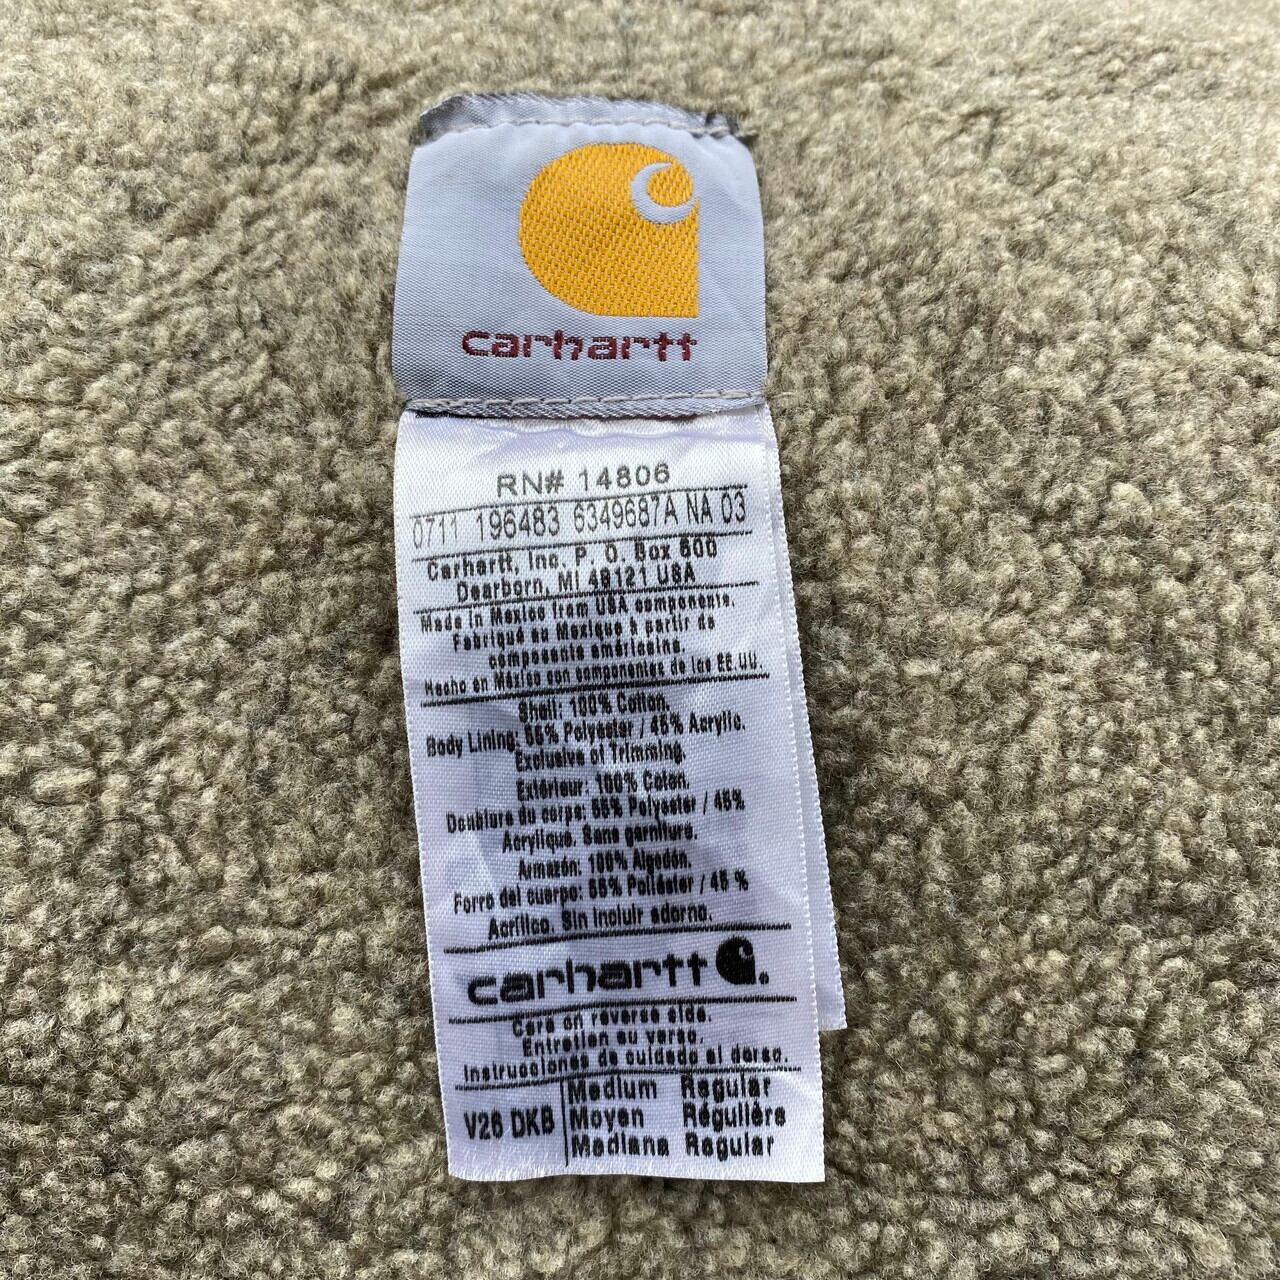 carhartt
RN# 14806
0711 196483 6349687A NA 03
Carhartt, Inc. P. O. Box 600
Dearborn, MI 48121 USA
Made in Mexico from USA components.
Fabriqué au Mexique à partir de
composants américains.
Hecho en México con componentes de los EE.UU.
Shell: 100% Cotton.
Body Lining: 55% Polyester / 45% Acrylic.
Exclusive of Trimming.
Extérieur: 100% Coton.
Doublure du corps: 55% Polyester / 45%
Acrylique. Sans garniture.
Armazón: 100% Algodón.
Forro del cuerpo: 55% Poliéster / 45 %
Acrílico. Sin incluir adorno.
carhartt
Care on reverse side.
Entretien au verso.
Instrucciones de cuidado al dorso.
V26 DKB
Medium Regular
Moyen Régulière
Mediana Regular